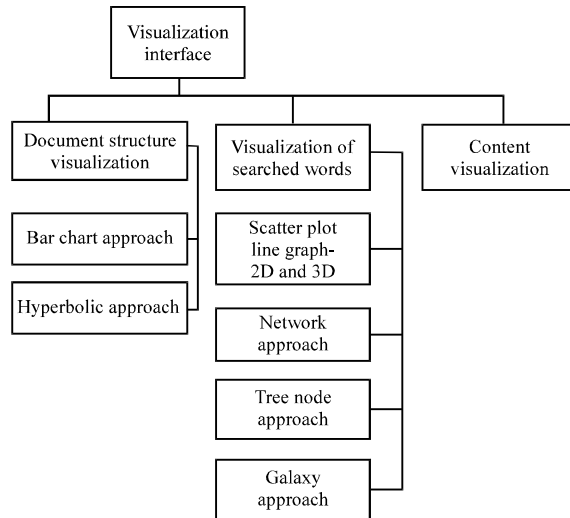 Visualization
interface
Document structure
visualization
Bar chart approach
Hyperbolic approach
Visualization of
searched words
Scatter plot
line graph-
2D and 3D
Network
approach
Tree node
approach
Galaxy
approach
Content
visualization